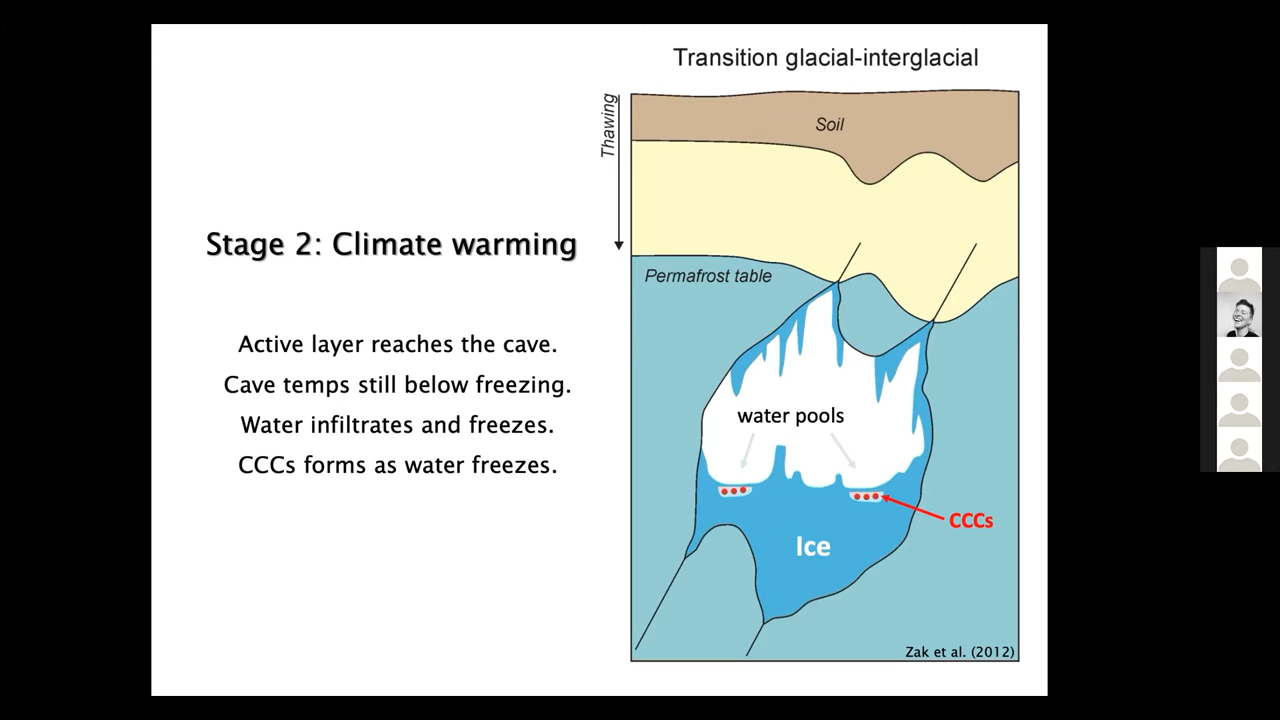 Transition glacial-interglacial
Thawing
Soil
Stage 2: Climate warming
Permafrost table
Active layer reaches the cave.
Cave temps still below freezing.
Water infiltrates and freezes.
CCCs forms as water freezes.
water pools
CCCs
Ice
Zak et al. (2012)